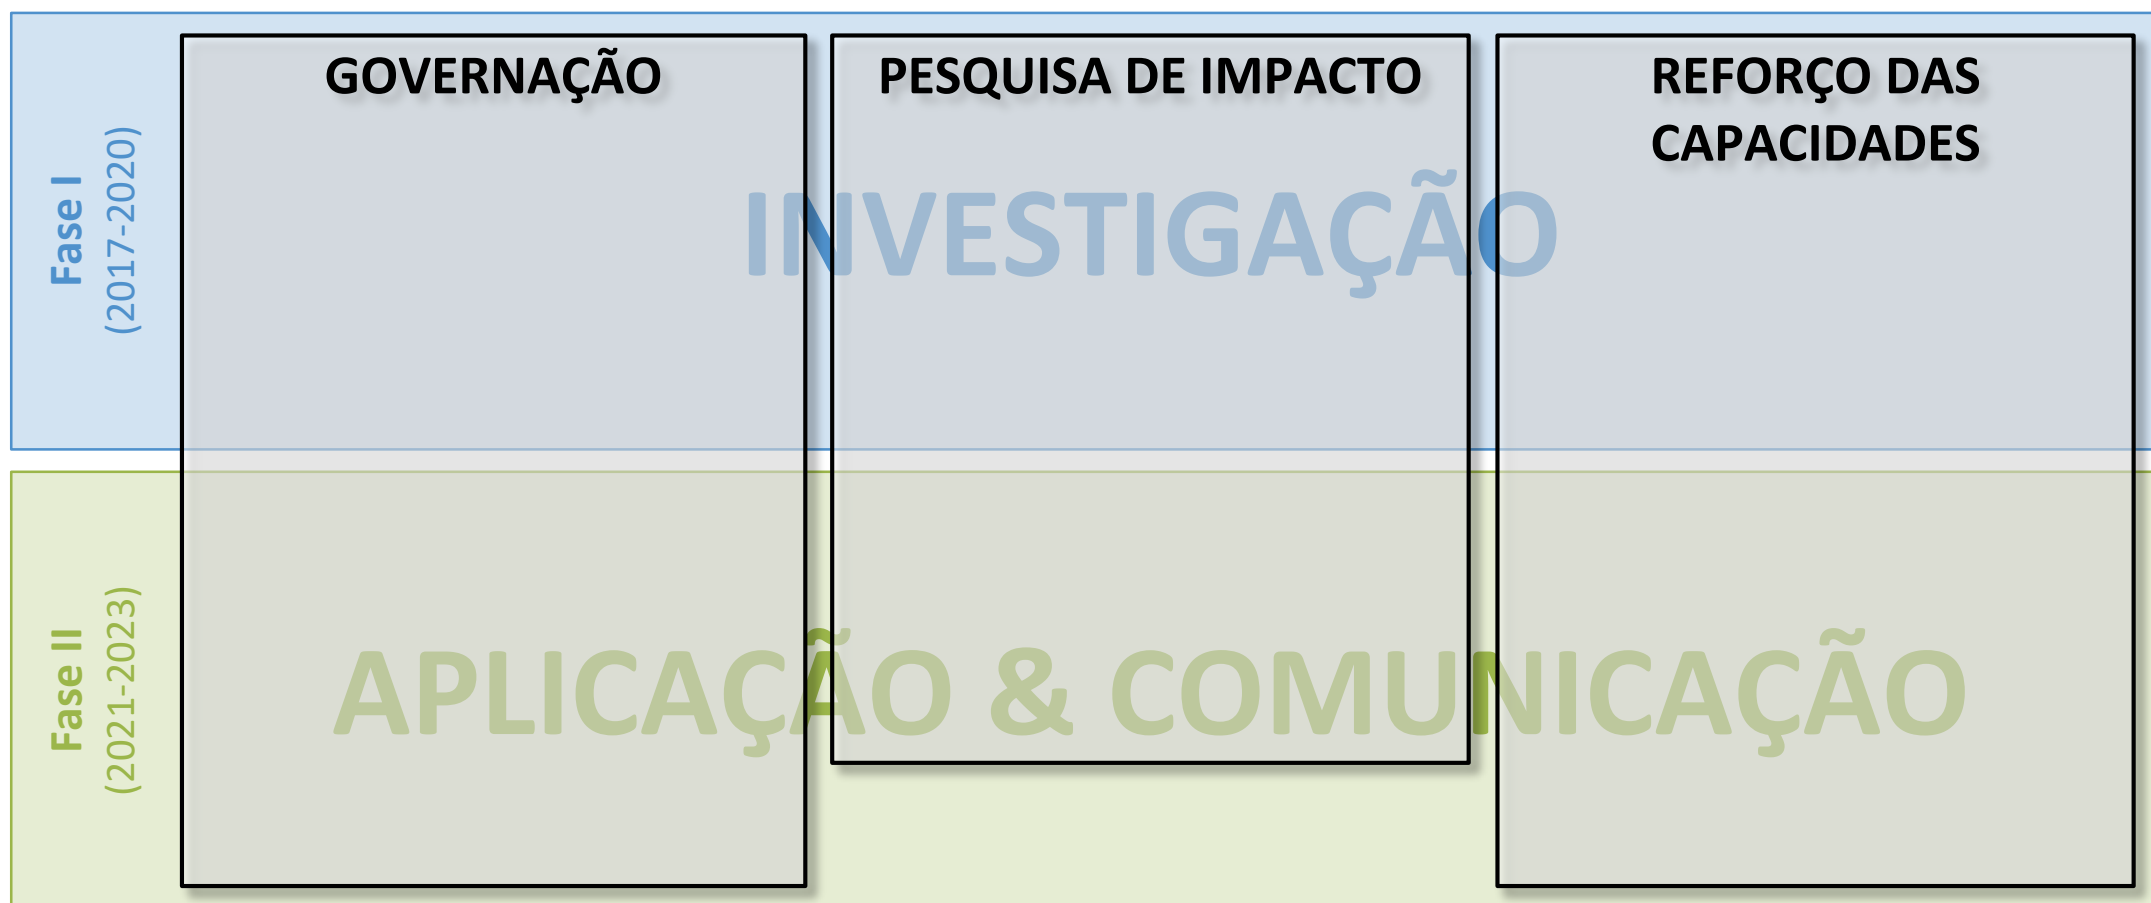 GOVERNAÇÃO
PESQUISA DE IMPACTO
REFORÇO DAS
CAPACIDADES
Fase I
(2017-2020)
INVESTIGAÇÃO
Fase II
(2021-2023)
APLICAÇÃO & COMUNICAÇÃO